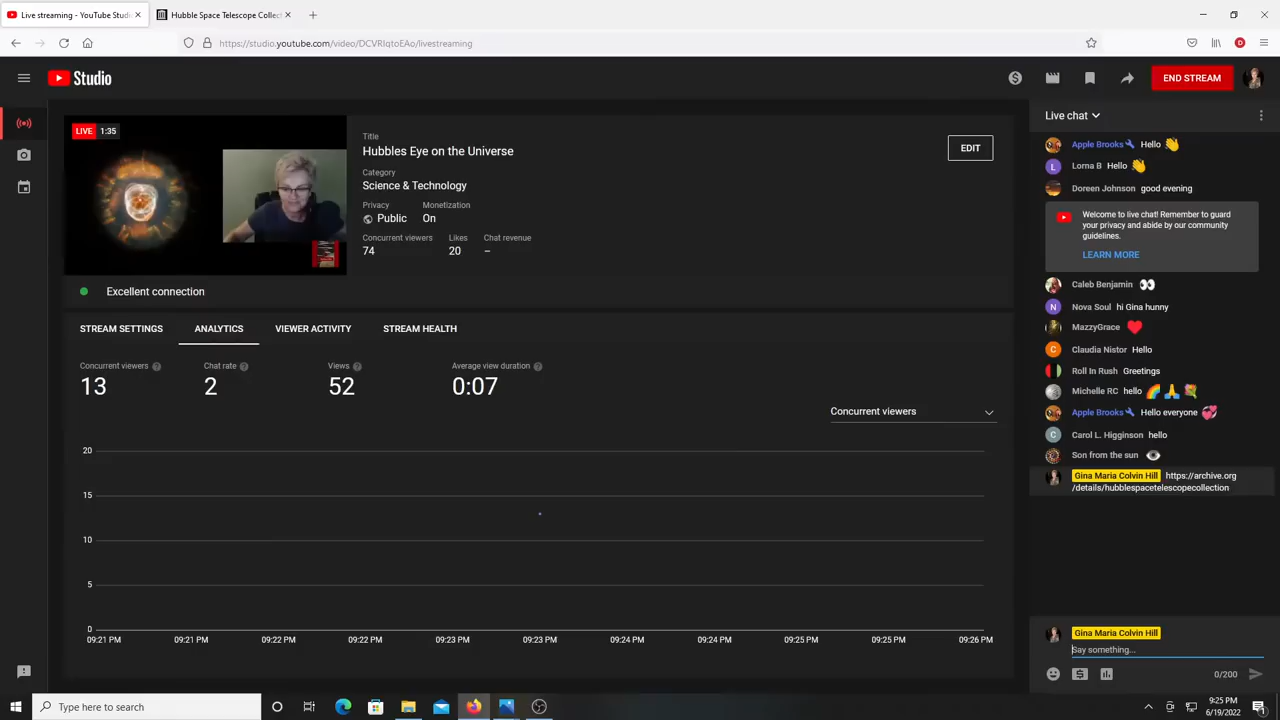 Live streaming - YouTube Stud
Hubble Space Telescope Collect
https://studio.youtube.com/video/DCVRIqtoEAo/livestreaming
Studio
END STREAM
LIVE 1:35
Title
Hubbles Eye on the Universe
Category
Science & Technology
Privacy Monetization
Public On
Concurrent viewers Likes Chat revenue
74 20 –
EDIT
Excellent connection
STREAM SETTINGS ANALYTICS VIEWER ACTIVITY STREAM HEALTH
Concurrent viewers Chat rate Views Average view duration
13 2 52 0:07
Concurrent viewers
20
15
10
5
0
09:21 PM 09:21 PM 09:22 PM 09:22 PM 09:23 PM 09:23 PM 09:24 PM 09:24 PM 09:25 PM 09:25 PM 09:26 PM
Live chat
Apple Brooks Hello 👋
L Lorna B Hello 👋
Doreen Johnson good evening
Welcome to live chat! Remember to guard
your privacy and abide by our community
guidelines.
LEARN MORE
Caleb Benjamin 👀
N Nova Soul hi Gina hunny
MazzyGrace ❤️
C Claudia Nistor Hello
Roll In Rush Greetings
Michelle RC hello 🌈 🙏 💐
Apple Brooks Hello everyone 💞
C Carol L. Higginson hello
Son from the sun 👁
Gina Maria Colvin Hill https://archive.org
/details/hubblespacetelescopecollection
Gina Maria Colvin Hill
Say something...
0/200
Type here to search
9:25 PM
6/19/2022